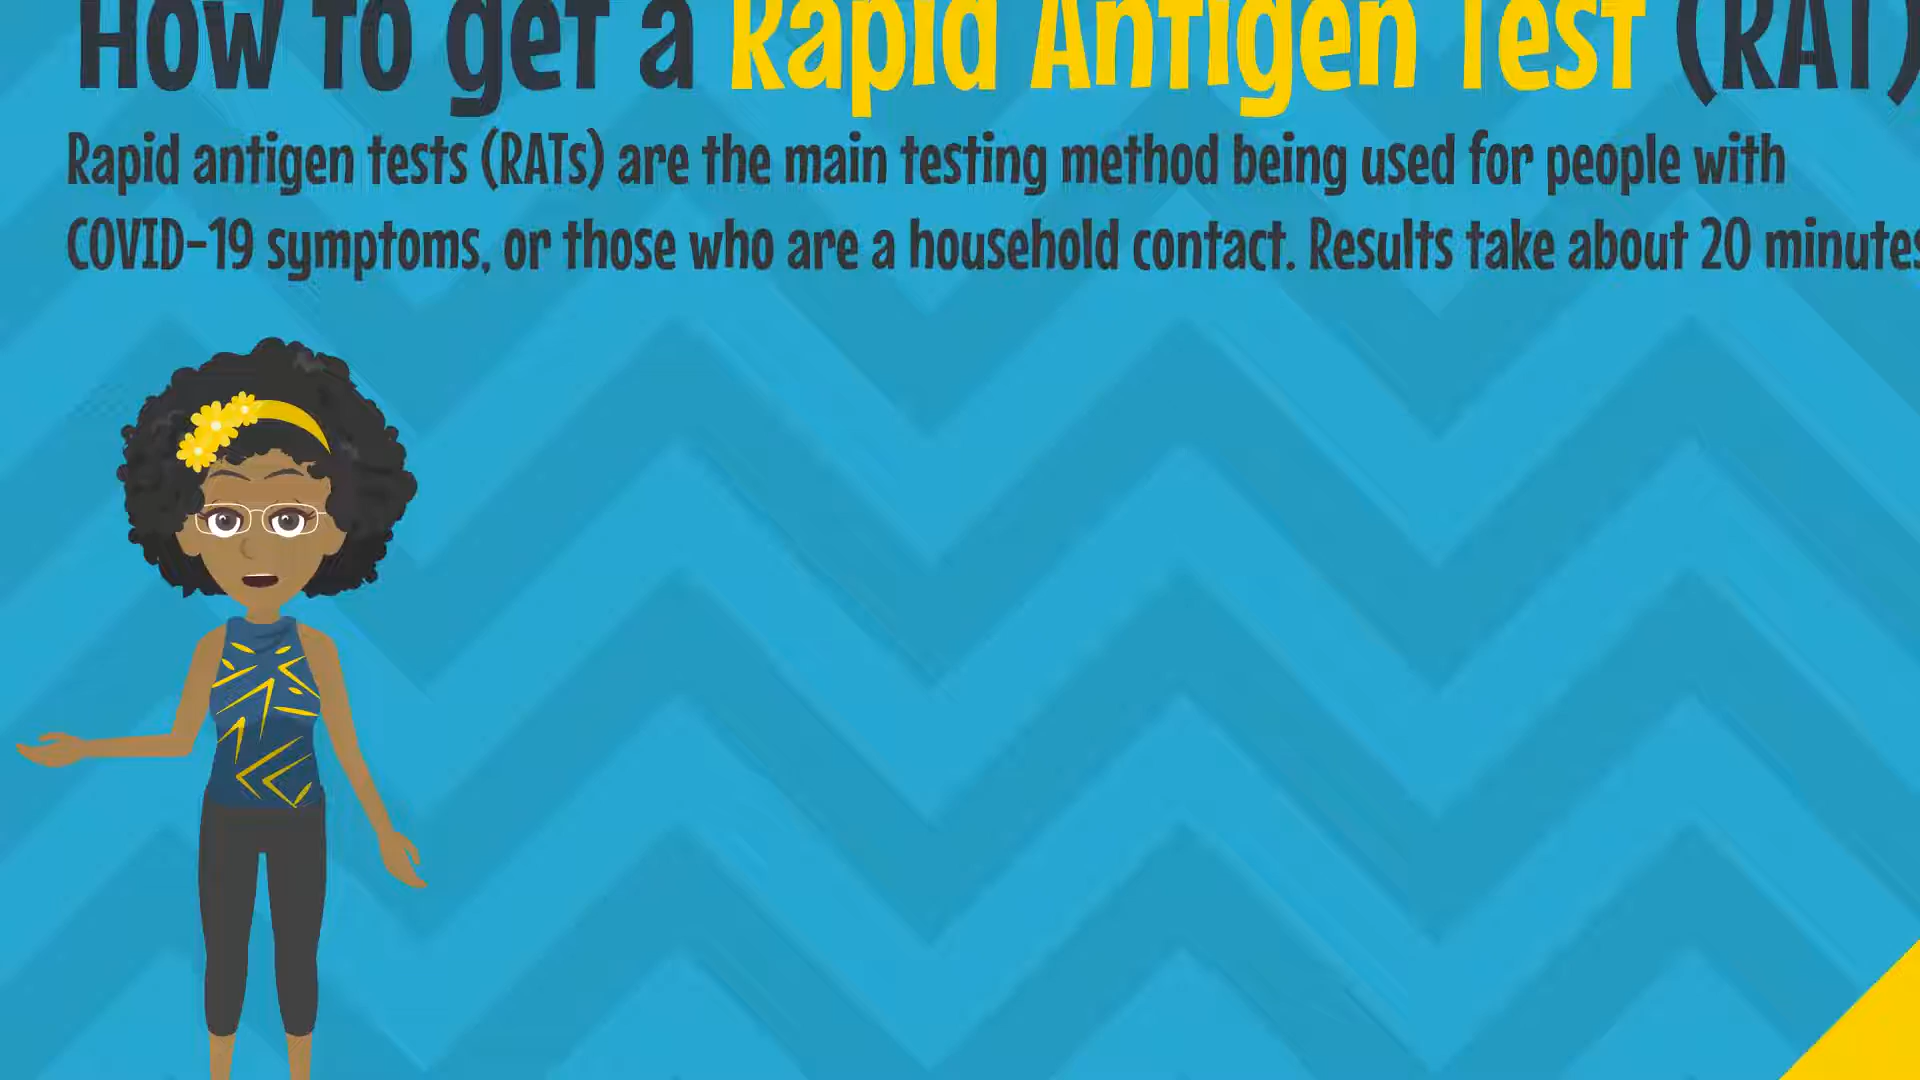 How to get a Rapid Antigen Test (RAT)
Rapid antigen tests (RATs) are the main testing method being used for people with
COVID-19 symptoms, or those who are a household contact. Results take about 20 minutes